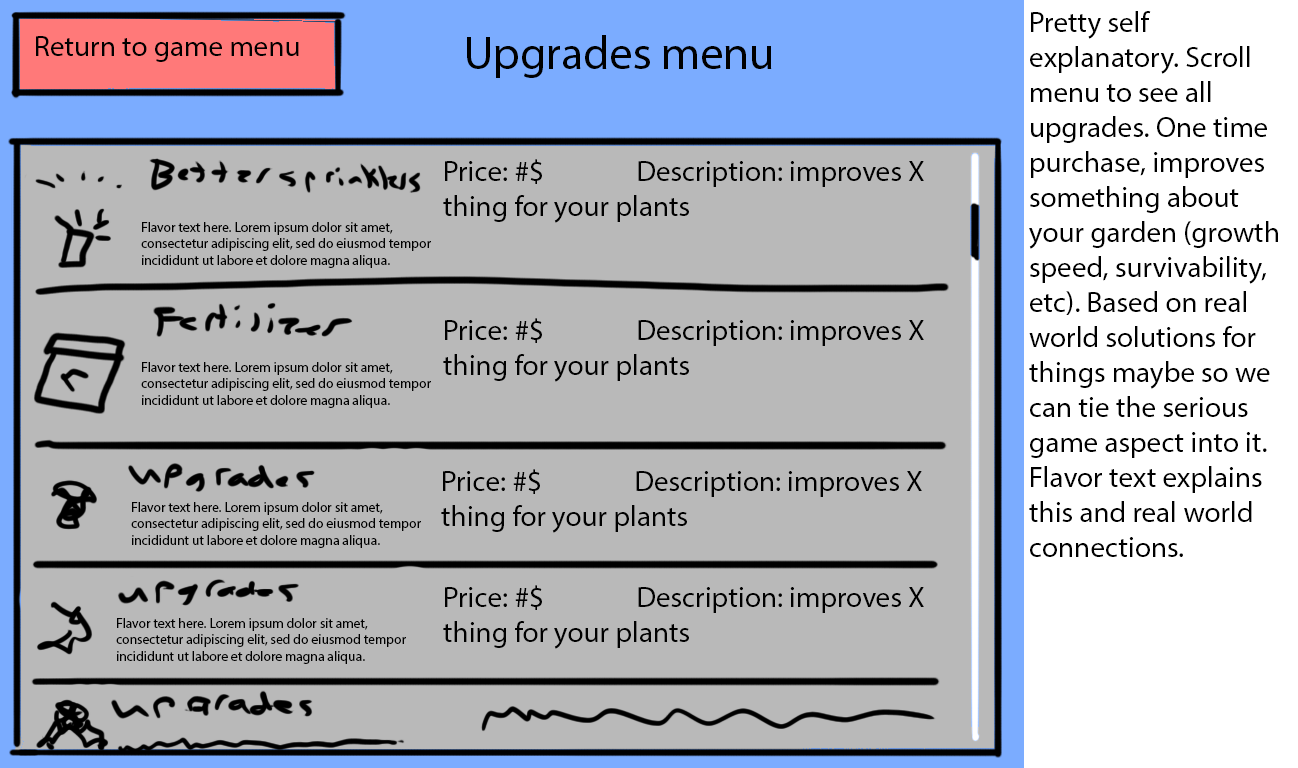 Return to game menu
Upgrades menu
Better sprinklers
Price: #$ Description: improves X
thing for your plants
Flavor text here. Lorem ipsum dolor sit amet,
consectetur adipiscing elit, sed do eiusmod tempor
incididunt ut labore et dolore magna aliqua.
Fertilizer
Price: #$ Description: improves X
thing for your plants
Flavor text here. Lorem ipsum dolor sit amet,
consectetur adipiscing elit, sed do eiusmod tempor
incididunt ut labore et dolore magna aliqua.
upgrades
Price: #$ Description: improves X
thing for your plants
Flavor text here. Lorem ipsum dolor sit amet,
consectetur adipiscing elit, sed do eiusmod tempor
incididunt ut labore et dolore magna aliqua.
upgrades
Price: #$ Description: improves X
thing for your plants
Flavor text here. Lorem ipsum dolor sit amet,
consectetur adipiscing elit, sed do eiusmod tempor
incididunt ut labore et dolore magna aliqua.
upgrades
Pretty self
explanatory. Scroll
menu to see all
upgrades. One time
purchase, improves
something about
your garden (growth
speed, survivability,
etc). Based on real
world solutions for
things maybe so we
can tie the serious
game aspect into it.
Flavor text explains
this and real world
connections.